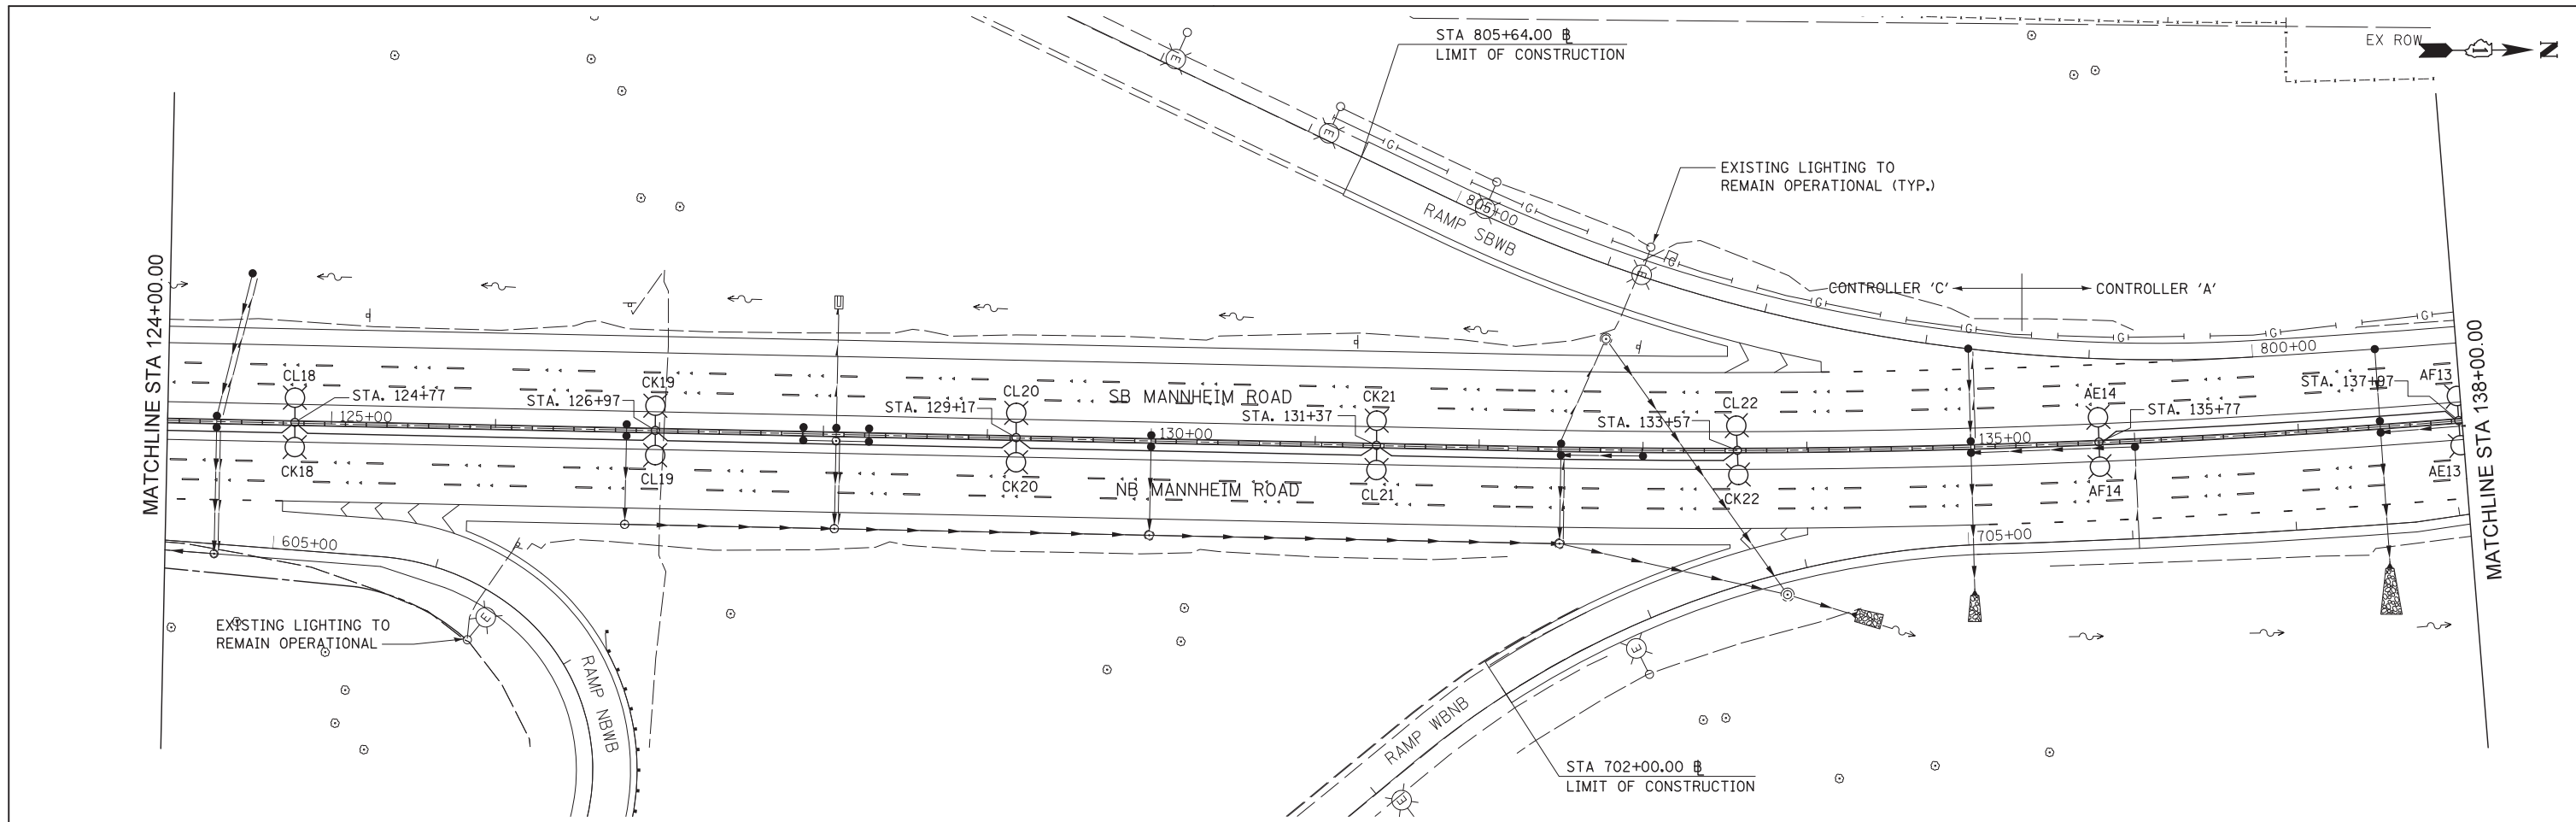 STA 805+64.00 BL
LIMIT OF CONSTRUCTION
EX ROW
1
N
EXISTING LIGHTING TO
REMAIN OPERATIONAL (TYP.)
805+00
RAMP SBWB
CONTROLLER 'C'
CONTROLLER 'A'
MATCHLINE STA 124+00.00
MATCHLINE STA 138+00.00
800+00
CL18
STA. 124+77
125+00
CK18
CK19
STA. 126+97
CL19
CL20
STA. 129+17
CK20
SB MANNHEIM ROAD
130+00
CK21
STA. 131+37
CL21
NB MANNHEIM ROAD
CL22
STA. 133+57
CK22
135+00
AE14
STA. 135+77
AF14
AF13
STA. 137+97
AE13
605+00
705+00
EXISTING LIGHTING TO
REMAIN OPERATIONAL
RAMP NBWB
RAMP WBNB
STA 702+00.00 BL
LIMIT OF CONSTRUCTION
E
E
E
E
E
G
G
G
G
G
G
G
G